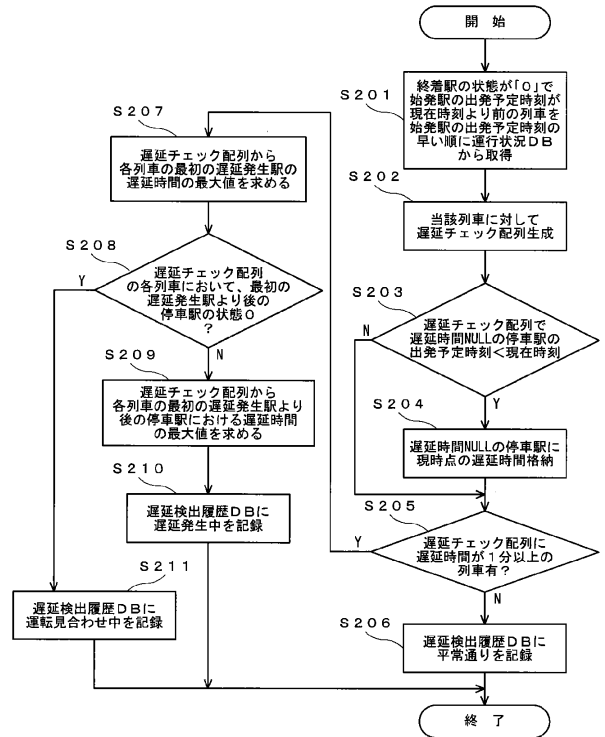 開 始
S201
終着駅の状態が「0」で
始発駅の出発予定時刻が
現在時刻より前の列車を
始発駅の出発予定時刻の
早い順に運行状況DB
から取得
S202
当該列車に対して
遅延チェック配列生成
S203
遅延チェック配列で
遅延時間NULLの停車駅の
出発予定時刻<現在時刻
N
Y
S204
遅延時間NULLの停車駅に
現時点の遅延時間格納
S205
遅延チェック配列に
遅延時間が1分以上の
列車有?
Y
N
S206
遅延検出履歴DBに
平常通りを記録
S207
遅延チェック配列から
各列車の最初の遅延発生駅の
遅延時間の最大値を求める
S208
遅延チェック配列
の各列車において、最初の
遅延発生駅より後の
停車駅の状態0
?
Y
N
S209
遅延チェック配列から
各列車の最初の遅延発生駅より
後の停車駅における遅延時間
の最大値を求める
S210
遅延検出履歴DBに
遅延発生中を記録
S211
遅延検出履歴DBに
運転見合わせ中を記録
終 了